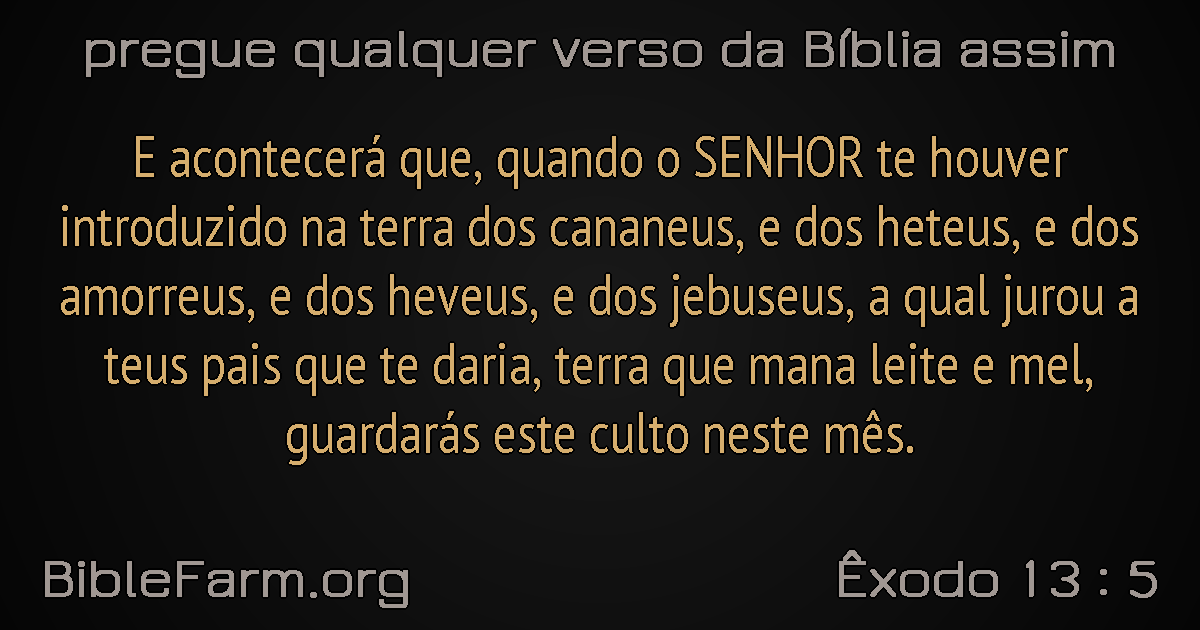 pregue qualquer verso da Bíblia assim
E acontecerá que, quando o SENHOR te houver
introduzido na terra dos cananeus, e dos heteus, e dos
amorreus, e dos heveus, e dos jebuseus, a qual jurou a
teus pais que te daria, terra que mana leite e mel,
guardarás este culto neste mês.
BibleFarm.org
Êxodo 13 : 5